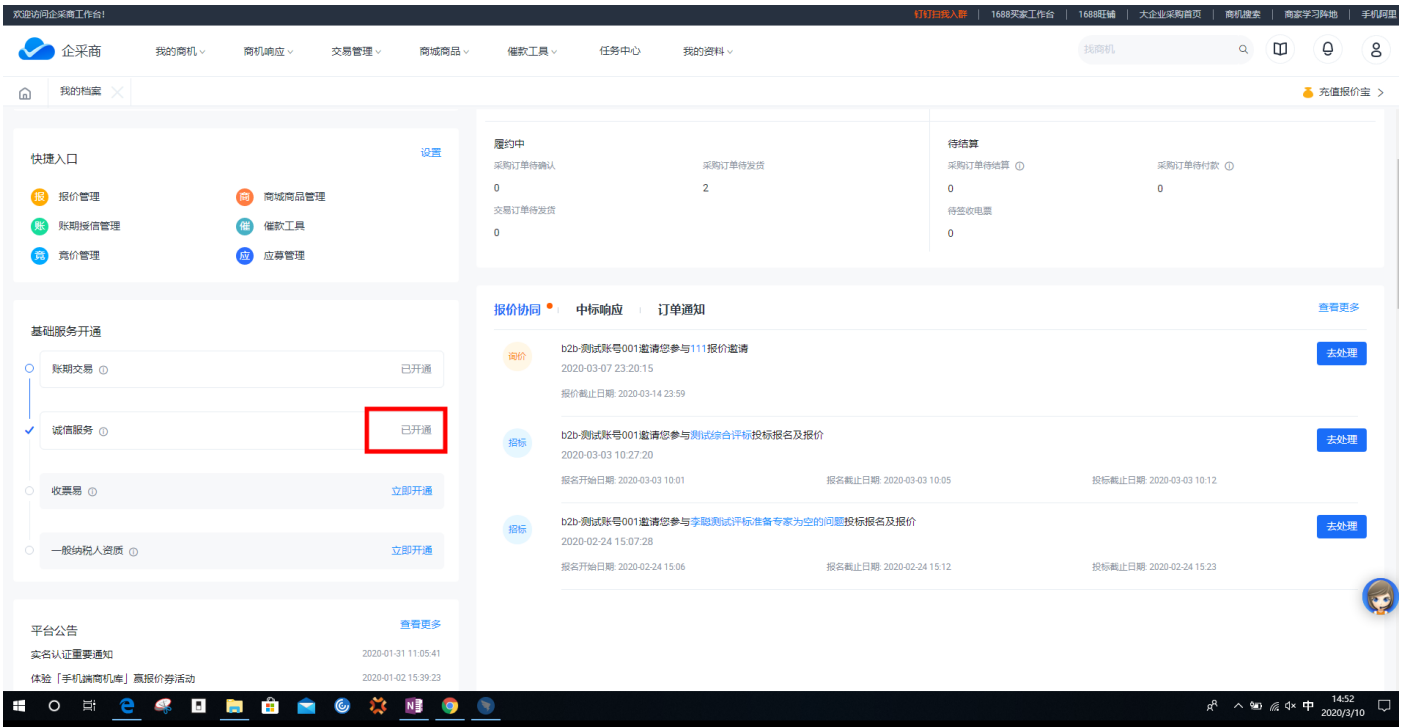 欢迎访问企采商工作台！ 钉钉扫我入群 | 1688买家工作台 | 1688旺铺 | 大企业采购首页 | 商机搜索 | 商家学习阵地 | 手机阿里
企采商 我的商机 商机响应 交易管理 商城商品 催款工具 任务中心 我的资料 找商机
我的档案 充值报价宝
快捷入口 设置
报 报价管理 商 商城商品管理
账 账期授信管理 催 催款工具
竞 竞价管理 应 应募管理
履约中 待结算
采购订单待确认 采购订单待发货 采购订单待结算 采购订单待付款
0 2 0 0
交易订单待发货 待签收电票
0 0
基础服务开通
账期交易 已开通
诚信服务 已开通
收票易 立即开通
一般纳税人资质 立即开通
报价协同 中标响应 订单通知 查看更多
询价 b2b-测试账号001邀请您参与111报价邀请 去处理
2020-03-07 23:20:15
报价截止日期: 2020-03-14 23:59
招标 b2b-测试账号001邀请您参与测试综合评标投标报名及报价 去处理
2020-03-03 10:27:20
报名开始日期: 2020-03-03 10:01 报名截止日期: 2020-03-03 10:05 投标截止日期: 2020-03-03 10:12
招标 b2b-测试账号001邀请您参与李聪测试评标准备专家为空的问题投标报名及报价 去处理
2020-02-24 15:07:28
报名开始日期: 2020-02-24 15:06 报名截止日期: 2020-02-24 15:12 投标截止日期: 2020-02-24 15:23
平台公告 查看更多
实名认证重要通知 2020-01-31 11:05:41
体验「手机端商机库」赢报价券活动 2020-01-02 15:39:23
中 14:52
2020/3/10